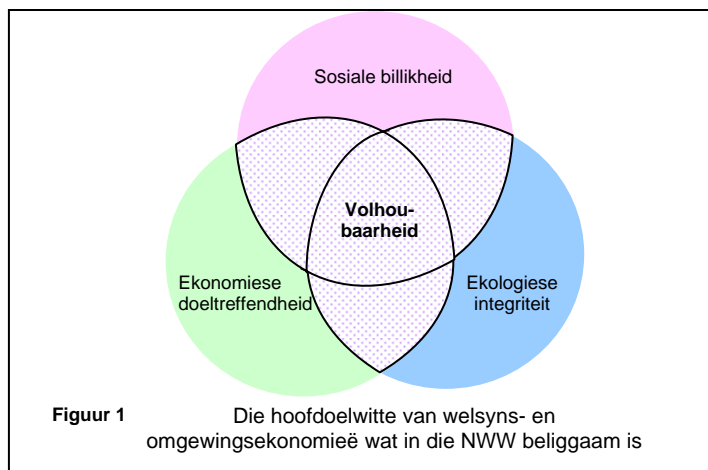 Sosiale billikheid
Volhou-
baarheid
Ekonomiese
doeltreffendheid
Ekologiese
integriteit
Figuur 1 Die hoofdoelwitte van welsyns- en
omgewingsekonomieë wat in die NWW beliggaam is